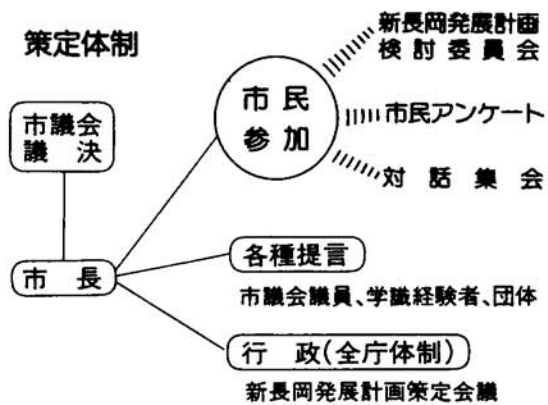 策定体制
新長岡発展計画
検討委員会
市民
参加
市民アンケート
対話集会
市議会
議決
市長
各種提言
市議会議員、学識経験者、団体
行政(全庁体制)
新長岡発展計画策定会議